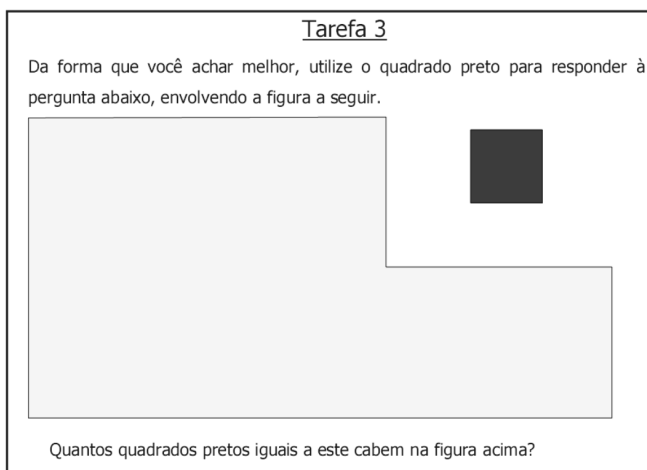 Tarefa 3
Da forma que você achar melhor, utilize o quadrado preto para responder à
pergunta abaixo, envolvendo a figura a seguir.
Quantos quadrados pretos iguais a este cabem na figura acima?